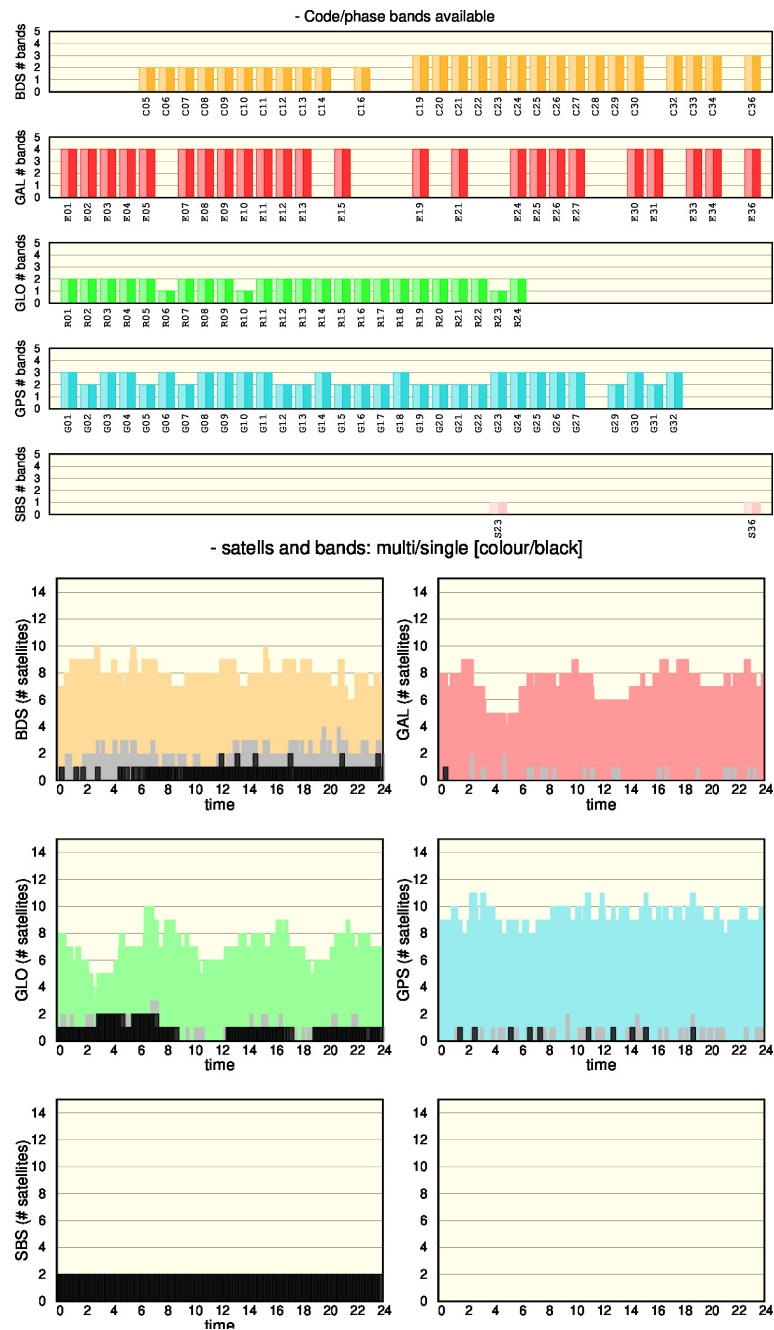 - Code/phase bands available
BDS # bands
5
4
3
2
1
0
C05 C06 C07 C08 C09 C10 C11 C12 C13 C14 C16 C19 C20 C21 C22 C23 C24 C25 C26 C27 C28 C29 C30 C32 C33 C34 C36
GAL # bands
5
4
3
2
1
0
E01 E02 E03 E04 E05 E07 E08 E09 E10 E11 E12 E13 E15 E19 E21 E24 E25 E26 E27 E30 E31 E33 E34 E36
GLO # bands
5
4
3
2
1
0
R01 R02 R03 R04 R05 R06 R07 R08 R09 R10 R11 R12 R13 R14 R15 R16 R17 R18 R19 R20 R21 R22 R23 R24
GPS # bands
5
4
3
2
1
0
G01 G02 G03 G04 G05 G06 G07 G08 G09 G10 G11 G12 G13 G14 G15 G16 G17 G18 G19 G20 G21 G22 G23 G24 G25 G26 G27 G29 G30 G31 G32
SBS # bands
5
4
3
2
1
0
S23 S36
- satells and bands: multi/single [colour/black]
BDS (# satellites)
14
12
10
8
6
4
2
0
0 2 4 6 8 10 12 14 16 18 20 22 24
time
GAL (# satellites)
14
12
10
8
6
4
2
0
0 2 4 6 8 10 12 14 16 18 20 22 24
time
GLO (# satellites)
14
12
10
8
6
4
2
0
0 2 4 6 8 10 12 14 16 18 20 22 24
time
GPS (# satellites)
14
12
10
8
6
4
2
0
0 2 4 6 8 10 12 14 16 18 20 22 24
time
SBS (# satellites)
14
12
10
8
6
4
2
0
0 2 4 6 8 10 12 14 16 18 20 22 24
time
14
12
10
8
6
4
2
0
0 2 4 6 8 10 12 14 16 18 20 22 24